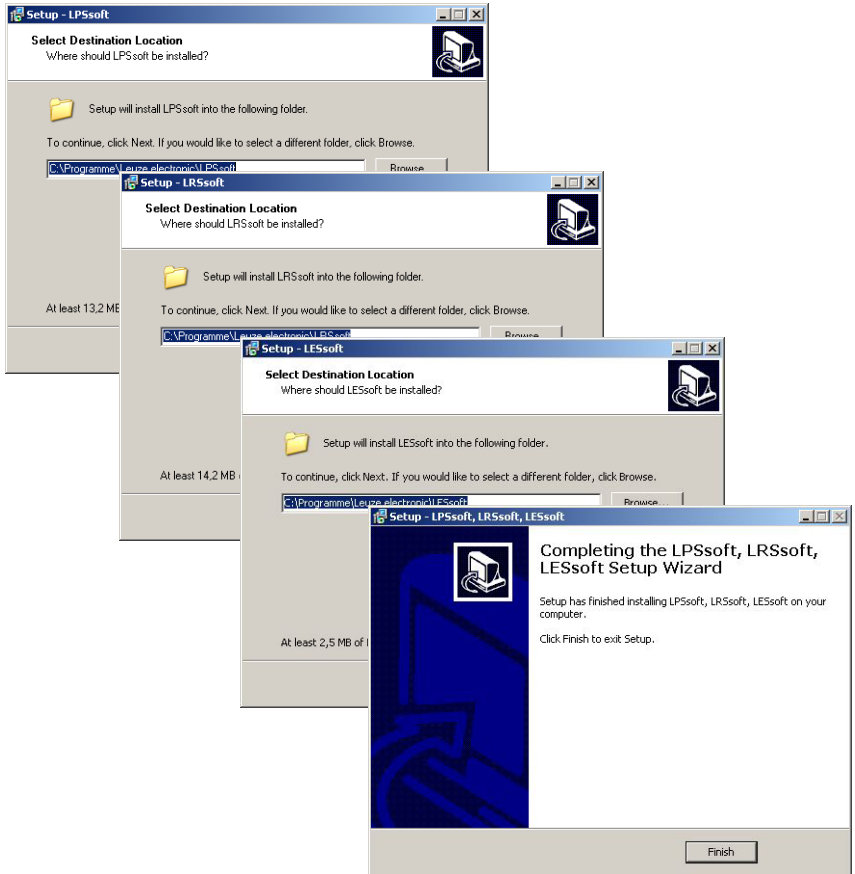 Setup - LPSsoft
Select Destination Location
Where should LPSsoft be installed?
Setup will install LPSsoft into the following folder.
To continue, click Next. If you would like to select a different folder, click Browse.
C:\Programme\Leuze electronic\LPSsoft
Browse...
At least 13,2 MB
Setup - LRSsoft
Select Destination Location
Where should LRSsoft be installed?
Setup will install LRSsoft into the following folder.
To continue, click Next. If you would like to select a different folder, click Browse.
C:\Programme\Leuze electronic\LRSsoft
Browse...
At least 14,2 MB
Setup - LESsoft
Select Destination Location
Where should LESsoft be installed?
Setup will install LESsoft into the following folder.
To continue, click Next. If you would like to select a different folder, click Browse.
C:\Programme\Leuze electronic\LESsoft
Browse...
At least 2,5 MB of
Setup - LPSsoft, LRSsoft, LESsoft
Completing the LPSsoft, LRSsoft,
LESsoft Setup Wizard
Setup has finished installing LPSsoft, LRSsoft, LESsoft on your
computer.
Click Finish to exit Setup.
Finish